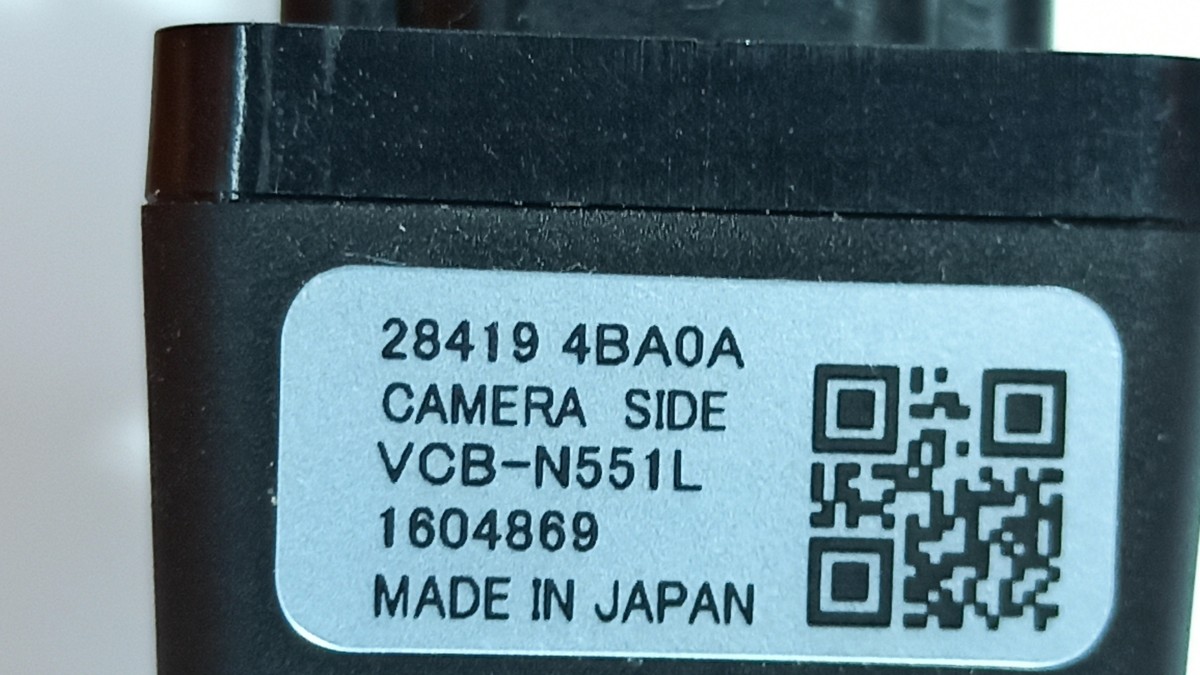 28419 4BA0A
CAMERA SIDE
VCB-N551L
1604869
MADE IN JAPAN